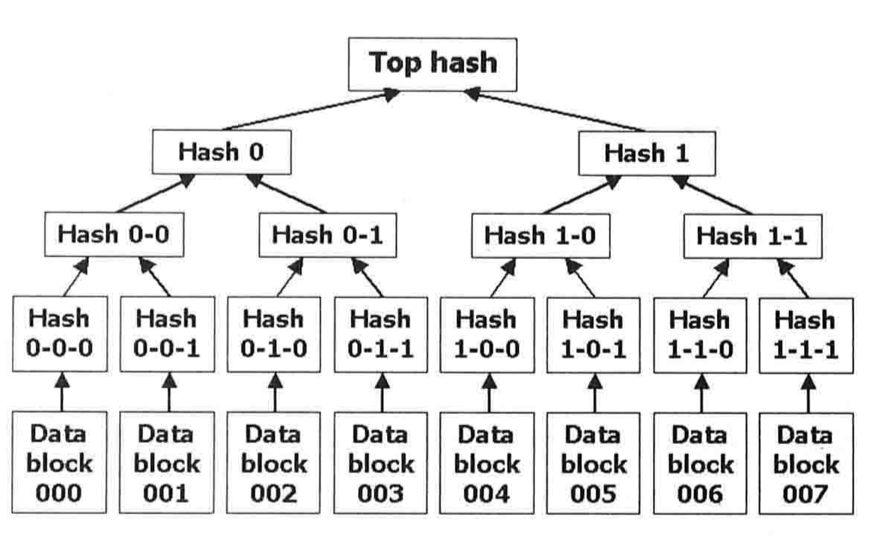 Top hash
Hash 0
Hash 1
Hash 0-0
Hash 0-1
Hash 1-0
Hash 1-1
Hash
0-0-0
Hash
0-0-1
Hash
0-1-0
Hash
0-1-1
Hash
1-0-0
Hash
1-0-1
Hash
1-1-0
Hash
1-1-1
Data
block
000
Data
block
001
Data
block
002
Data
block
003
Data
block
004
Data
block
005
Data
block
006
Data
block
007